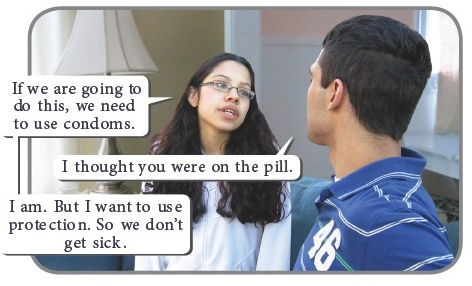 If we are going to
do this, we need
to use condoms.
I thought you were on the pill.
I am. But I want to use
protection. So we don't
get sick.
46